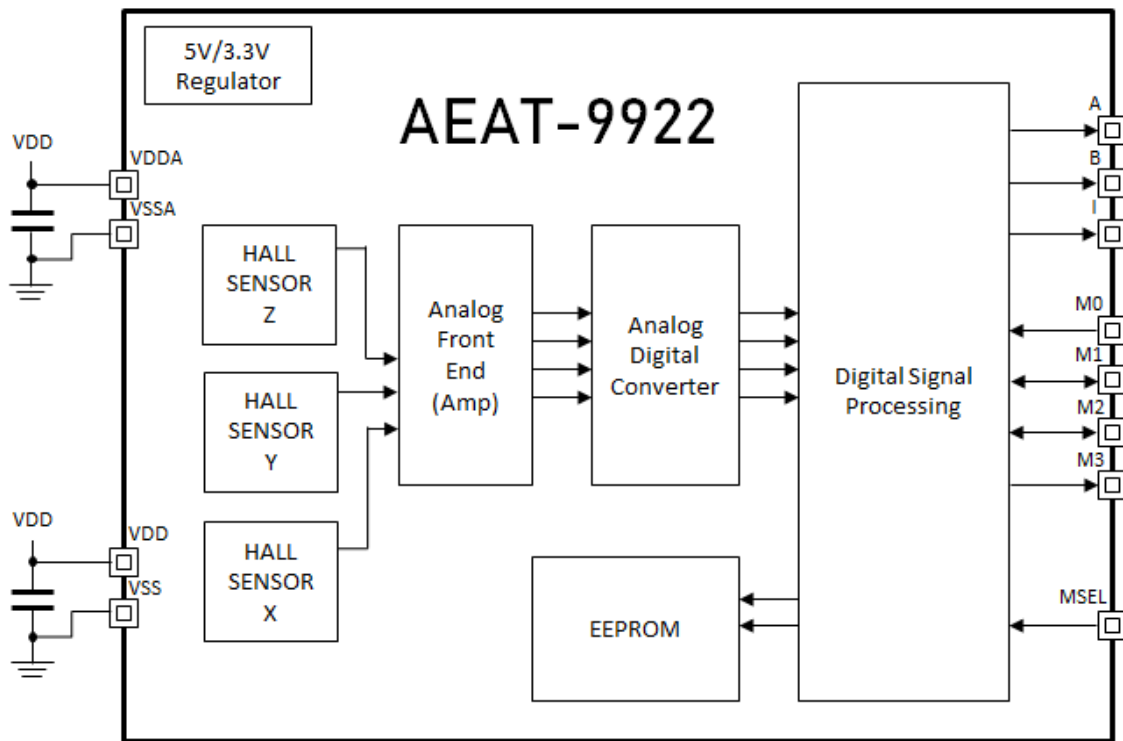 5V/3.3V
Regulator
AEAT-9922
VDD
VDDA
VSSA
HALL
SENSOR
Z
HALL
SENSOR
Y
HALL
SENSOR
X
Analog
Front
End
(Amp)
Analog
Digital
Converter
Digital Signal
Processing
EEPROM
VDD
VDD
VSS
A
B
I
M0
M1
M2
M3
MSEL